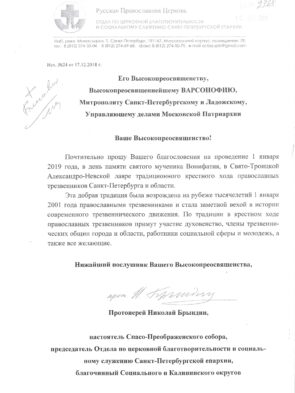 Русская Православная Церковь
ОТДЕЛ ПО ЦЕРКОВНОЙ БЛАГОТВОРИТЕЛЬНОСТИ
И СОЦИАЛЬНОМУ СЛУЖЕНИЮ САНКТ-ПЕТЕРБУРГСКОЙ ЕПАРХИИ
Исх. №24 от 17.12.2018 г.
Его Высокопреосвященству,
Высокопреосвященнейшему ВАРСОНОФИЮ,
Митрополиту Санкт-Петербургскому и Ладожскому,
Управляющему делами Московской Патриархии
Ваше Высокопреосвященство!
Почтительно прошу Вашего благословения на проведение 1 января
2019 года, в день памяти святого мученика Вонифатия, в Свято-Троицкой
Александро-Невской лавре традиционного крестного хода православных
трезвенников Санкт-Петербурга и области.
Эта добрая традиция была возрождена на рубеже тысячелетий 1 января
2001 года православными трезвенниками и стала заметной вехой в истории
современного трезвеннического движения. По традиции в крестном ходе
православных трезвенников примут участие духовенство, члены трезвен-
нических общин города и области, работники социальной сферы и молодежь, а
также все желающие.
Нижайший послушник Вашего Высокопреосвященства,
Протоиерей Николай Брындин,
настоятель Спасо-Преображенского собора,
председатель Отдела по церковной благотворительности и социаль-
ному служению Санкт-Петербургской епархии,
благочинный Социального и Калининского округов